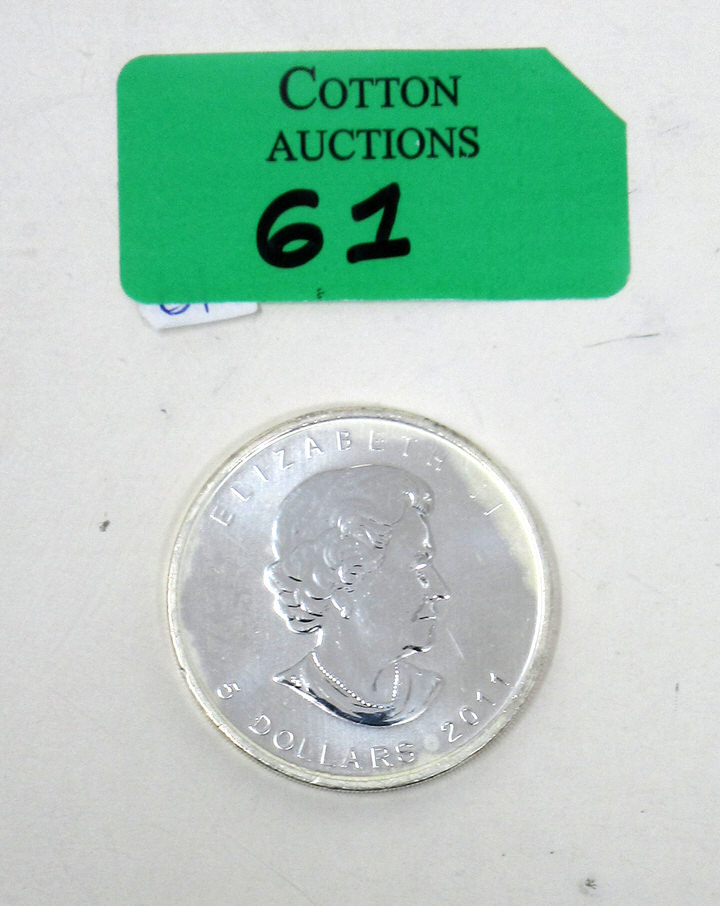 COTTON
AUCTIONS
61
ELIZABETH II
5 DOLLARS 2011